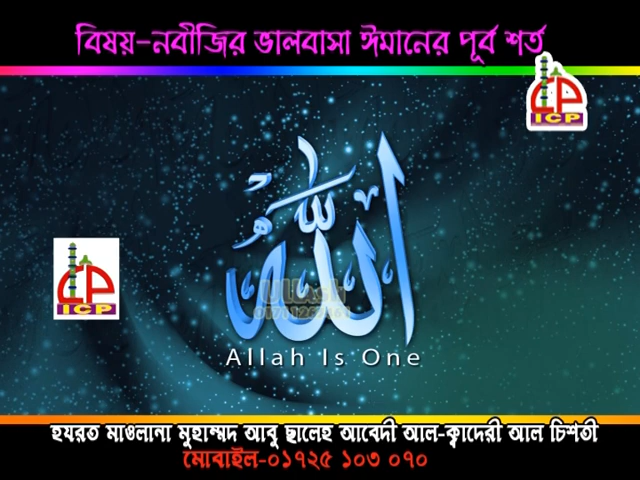 বিষয়-নবীজির ভালবাসা ঈমানের পূর্ব শর্ত
ICP
الله
ICP
Allah Is One
হযরত মাওলানা মুহাম্মদ আবু ছালেহ আবেদী আল-ক্বাদেরী আল চিশতী
মোবাইল-০১৭২৫ ১০৩ ০৭০